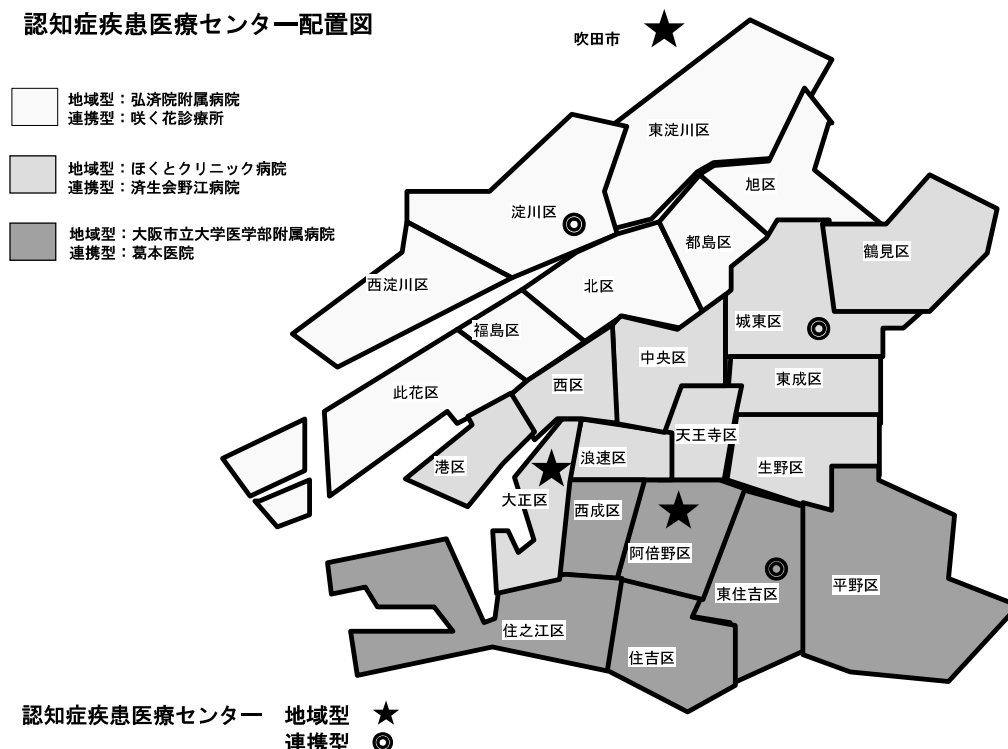 認知症疾患医療センター配置図
吹田市
地域型：弘済院附属病院
連携型：咲く花診療所
地域型：ほくとクリニック病院
連携型：済生会野江病院
地域型：大阪市立大学医学部附属病院
連携型：葛本医院
東淀川区
旭区
淀川区
都島区
鶴見区
西淀川区
北区
城東区
福島区
中央区
東成区
西区
此花区
天王寺区
浪速区
港区
生野区
大正区
西成区
阿倍野区
東住吉区
平野区
住之江区
住吉区
認知症疾患医療センター 地域型 ★
連携型 ◎